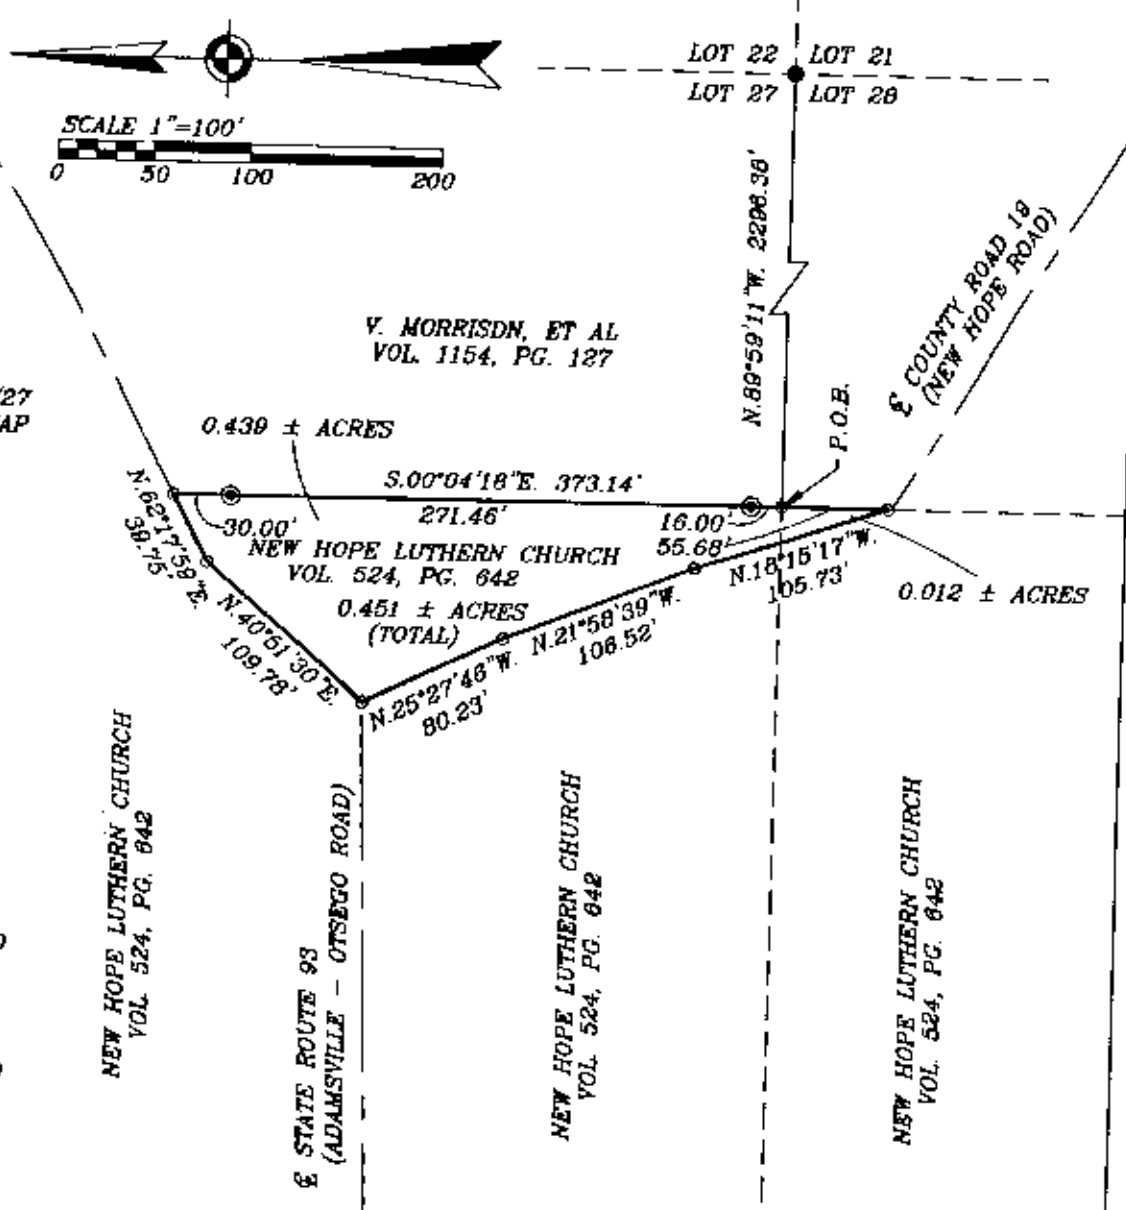 LOT 22
LOT 21
LOT 27
LOT 28
SCALE 1"=100'
0 50 100 200
N.89°59'11"W. 2298.38'
℄ COUNTY ROAD 19
(NEW HOPE ROAD)
V. MORRISON, ET AL
VOL. 1154, PG. 127
27
AP
0.439 ± ACRES
P.O.B.
S.00°04'18"E. 373.14'
271.46'
30.00'
16.00'
55.68'
N.62°17'59"E.
39.75'
NEW HOPE LUTHERN CHURCH
VOL. 524, PG. 642
0.451 ± ACRES
(TOTAL)
N.18°15'17"W.
105.73'
0.012 ± ACRES
N.40°51'30"E.
109.78'
N.21°58'39"W.
106.52'
N.25°27'46"W.
80.23'
NEW HOPE LUTHERN CHURCH
VOL. 524, PG. 642
℄ STATE ROUTE 93
(ADAMSVILLE - OTSEGO ROAD)
NEW HOPE LUTHERN CHURCH
VOL. 524, PG. 642
NEW HOPE LUTHERN CHURCH
VOL. 524, PG. 642